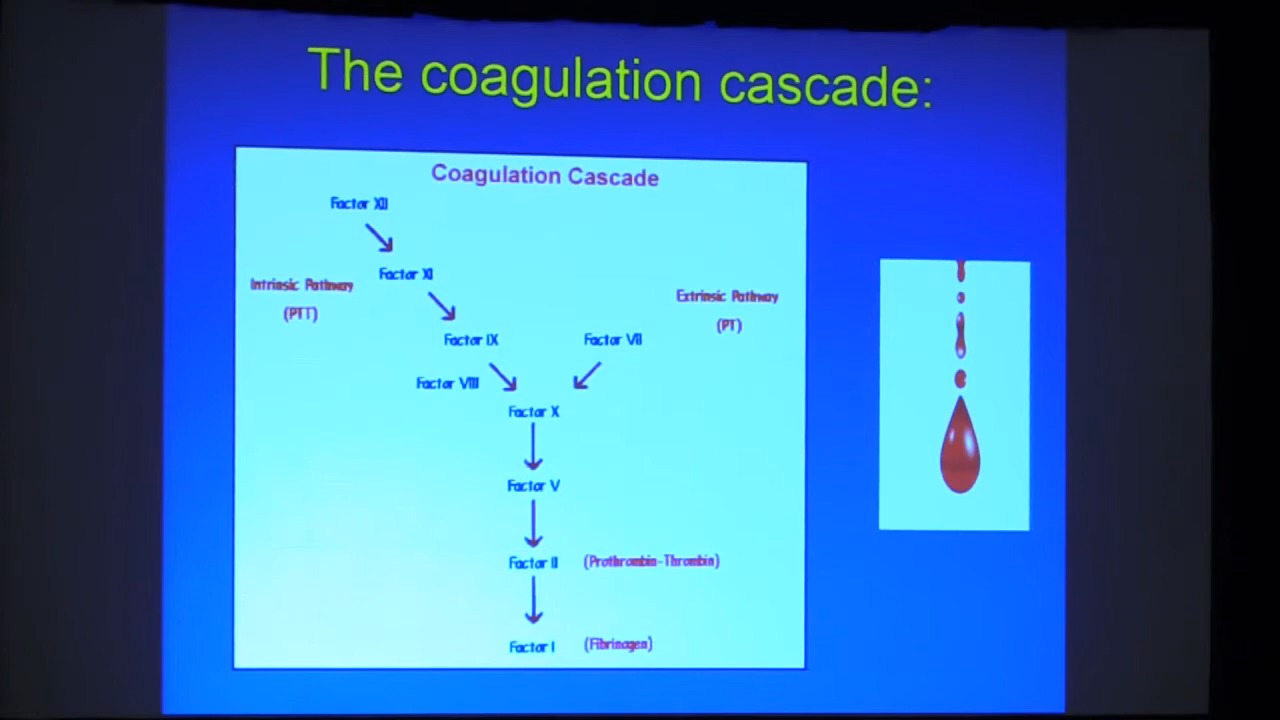 The coagulation cascade:
Coagulation Cascade
Factor XII
Factor XI
Intrinsic Pathway
(PTT)
Extrinsic Pathway
(PT)
Factor IX
Factor VII
Factor VIII
Factor X
Factor V
Factor II (Prothrombin-Thrombin)
Factor I (Fibrinogen)